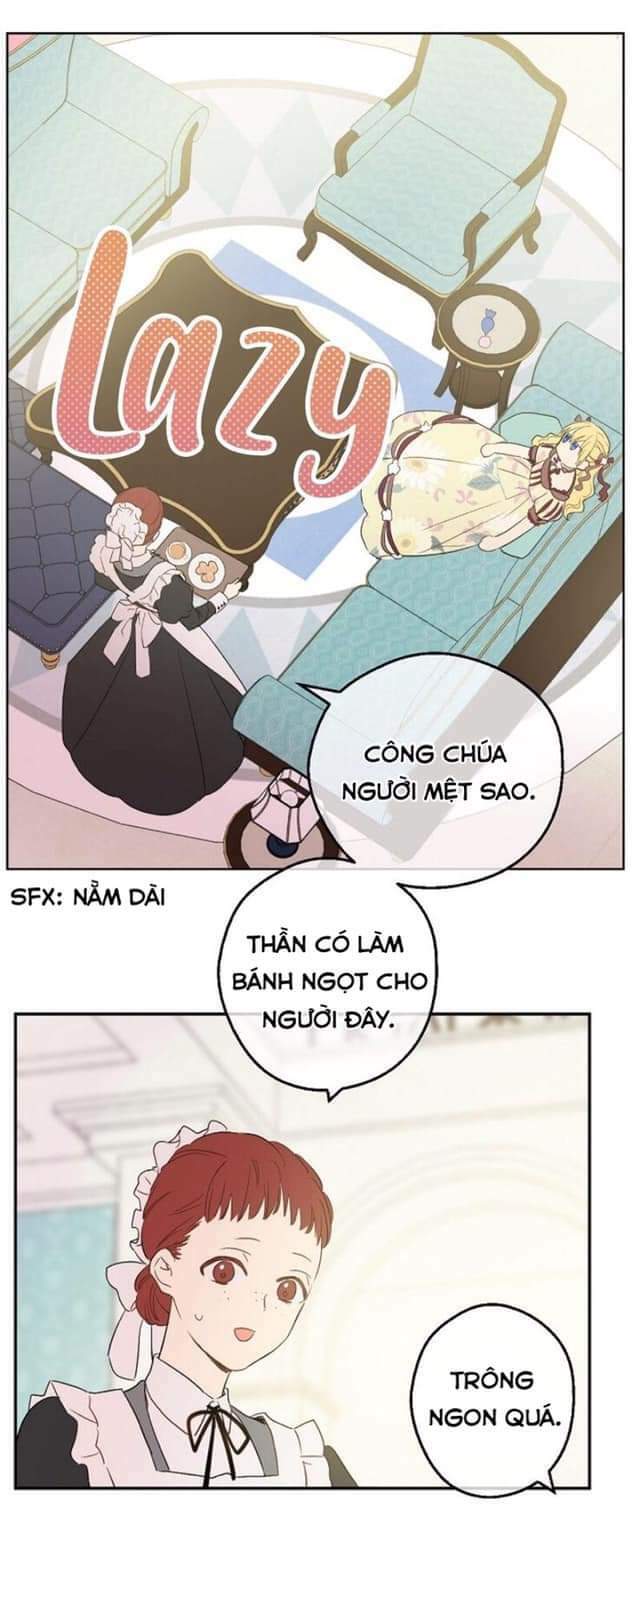 Lazy
CÔNG CHÚA
NGƯỜI MỆT SAO.
SFX: NẰM DÀI
THẦN CÓ LÀM
BÁNH NGỌT CHO
NGƯỜI ĐÂY.
TRÔNG
NGON QUÁ.